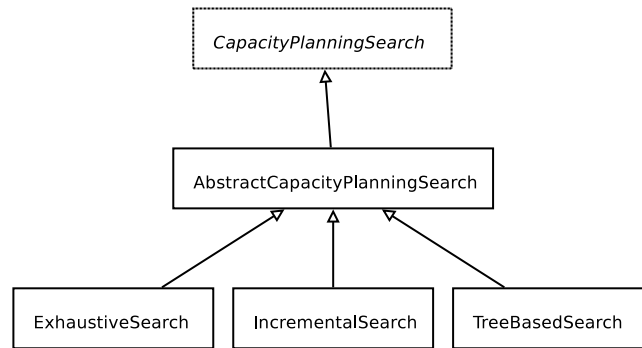 CapacityPlanningSearch
AbstractCapacityPlanningSearch
ExhaustiveSearch
IncrementalSearch
TreeBasedSearch